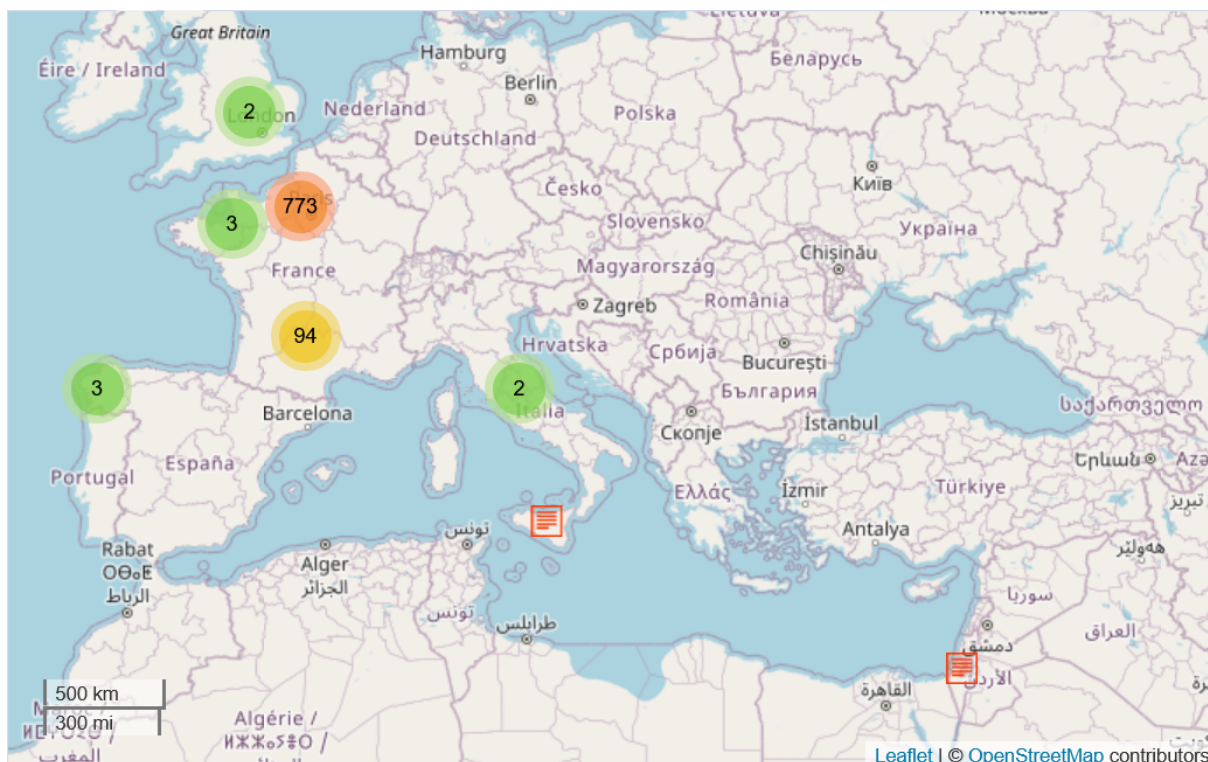 Lietuva
Москва
Great Britain
Éire / Ireland
Hamburg
Беларусь
Berlin
2
London
Nederland
Polska
Deutschland
Київ
Česko
773
Paris
3
Slovensko
Україна
Chișinău
France
Magyarország
Zagreb
România
94
Hrvatska
Србија
București
3
2
България
Italia
Barcelona
საქართველო
Скопје
İstanbul
España
Portugal
Երևան
Ελλάς
İzmir
Türkiye
تبریز
Antalya
تونس
Rabat
ⵔⴱⴰⵟ
الرباط
Alger
الجزائر
هەولێر
سوريا
تونس
طرابلس
دمشق
العراق
الأردن
القاهرة
500 km
300 mi
Algérie /
المغرب
Leaflet | © OpenStreetMap contributors